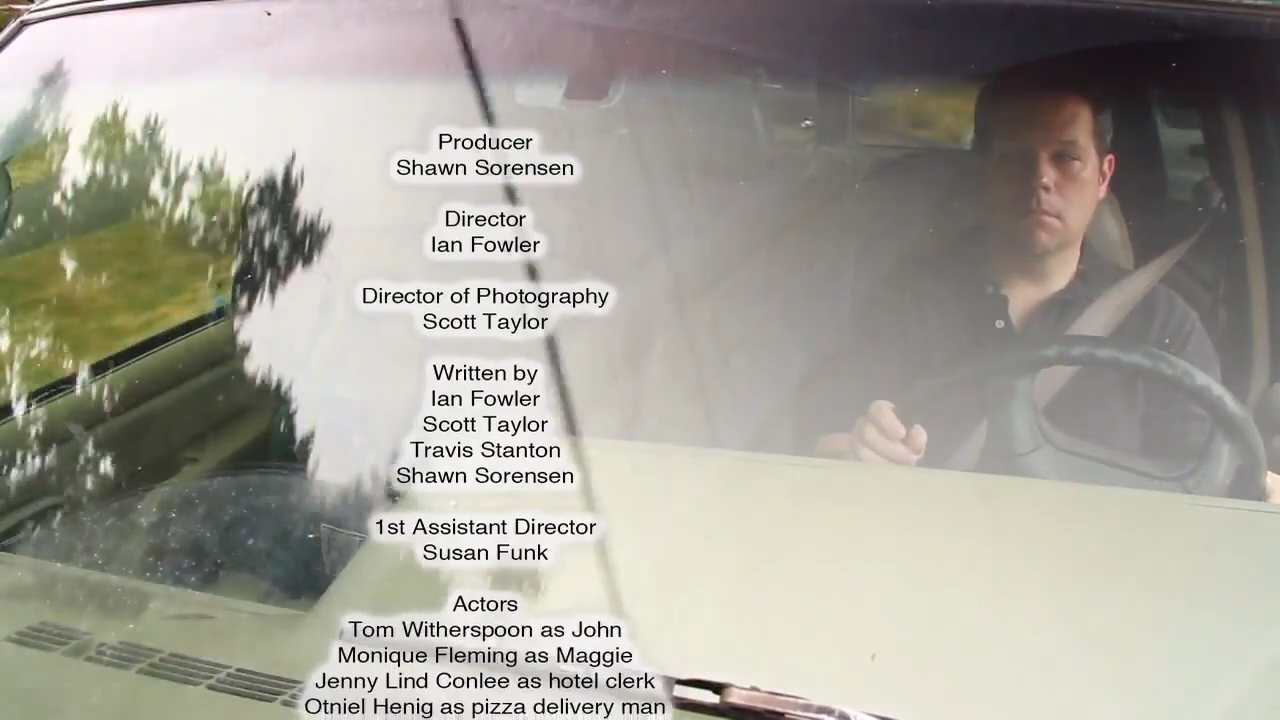 Producer
Shawn Sorensen
Director
Ian Fowler
Director of Photography
Scott Taylor
Written by
Ian Fowler
Scott Taylor
Travis Stanton
Shawn Sorensen
1st Assistant Director
Susan Funk
Actors
Tom Witherspoon as John
Monique Fleming as Maggie
Jenny Lind Conlee as hotel clerk
Otniel Henig as pizza delivery man